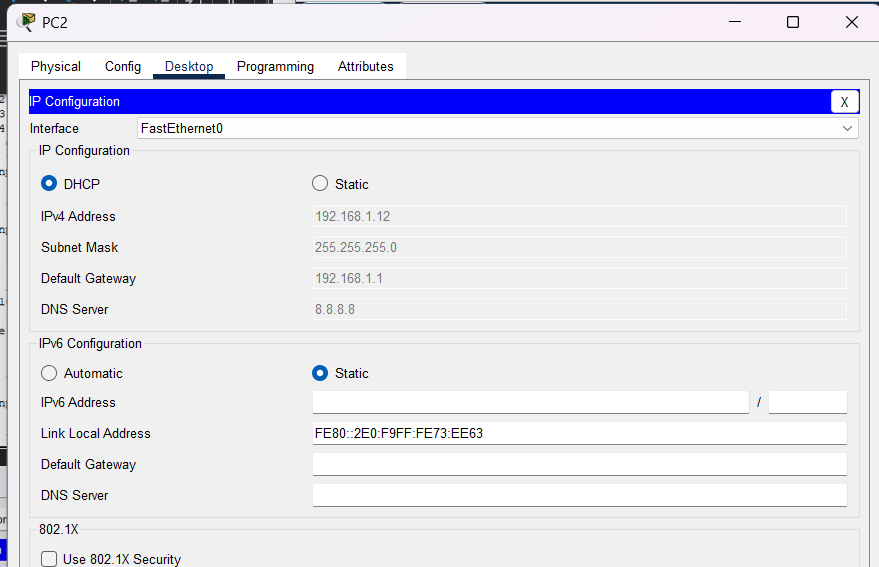 PC2
Physical Config Desktop Programming Attributes
IP Configuration X
Interface FastEthernet0
IP Configuration
DHCP Static
IPv4 Address 192.168.1.12
Subnet Mask 255.255.255.0
Default Gateway 192.168.1.1
DNS Server 8.8.8.8
IPv6 Configuration
Automatic Static
IPv6 Address /
Link Local Address FE80::2E0:F9FF:FE73:EE63
Default Gateway
DNS Server
802.1X
Use 802.1X Security